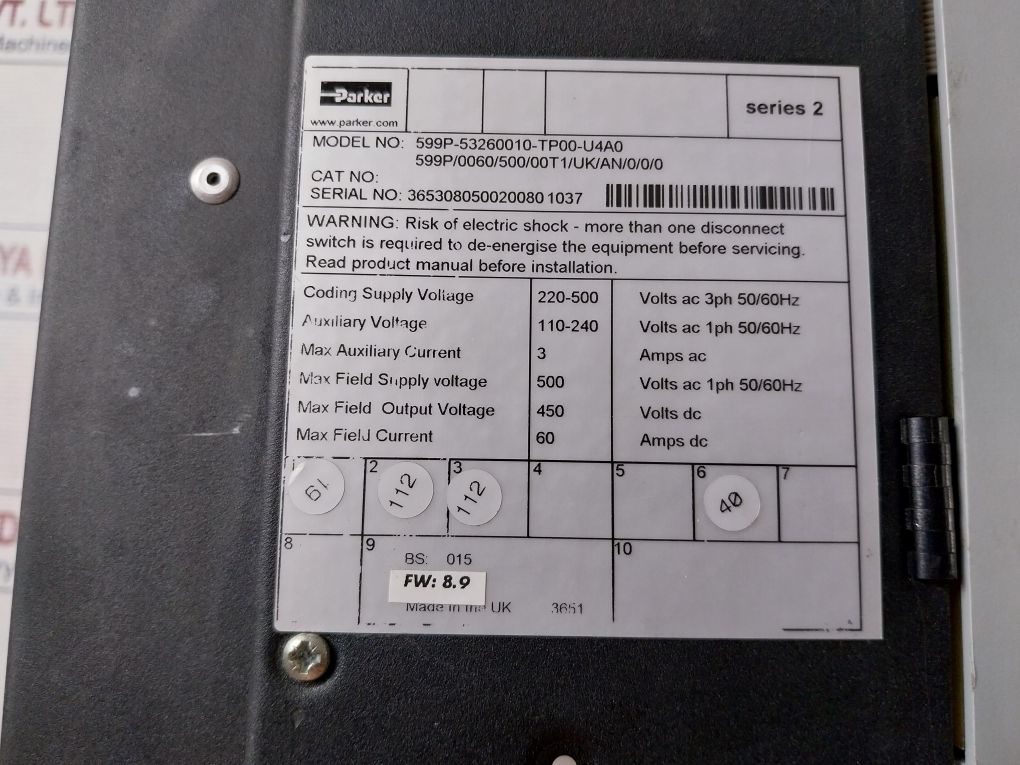 VT. LT
Machine
Parker
www.parker.com
series 2
MODEL NO: 599P-53260010-TP00-U4A0
599P/0060/500/00T1/UK/AN/0/0/0
CAT NO:
SERIAL NO: 36530805002008​0 1037
WARNING: Risk of electric shock - more than one disconnect
switch is required to de-energise the equipment before servicing.
Read product manual before installation.
Coding Supply Voltage 220-500 Volts ac 3ph 50/60Hz
Auxiliary Voltage 110-240 Volts ac 1ph 50/60Hz
Max Auxiliary Current 3 Amps ac
Max Field Supply voltage 500 Volts ac 1ph 50/60Hz
Max Field Output Voltage 450 Volts dc
Max Field Current 60 Amps dc
1 2 3 4 5 6 7
112 112 40
8 9 10
BS: 015
FW: 8.9
Made in the UK 3651
YA